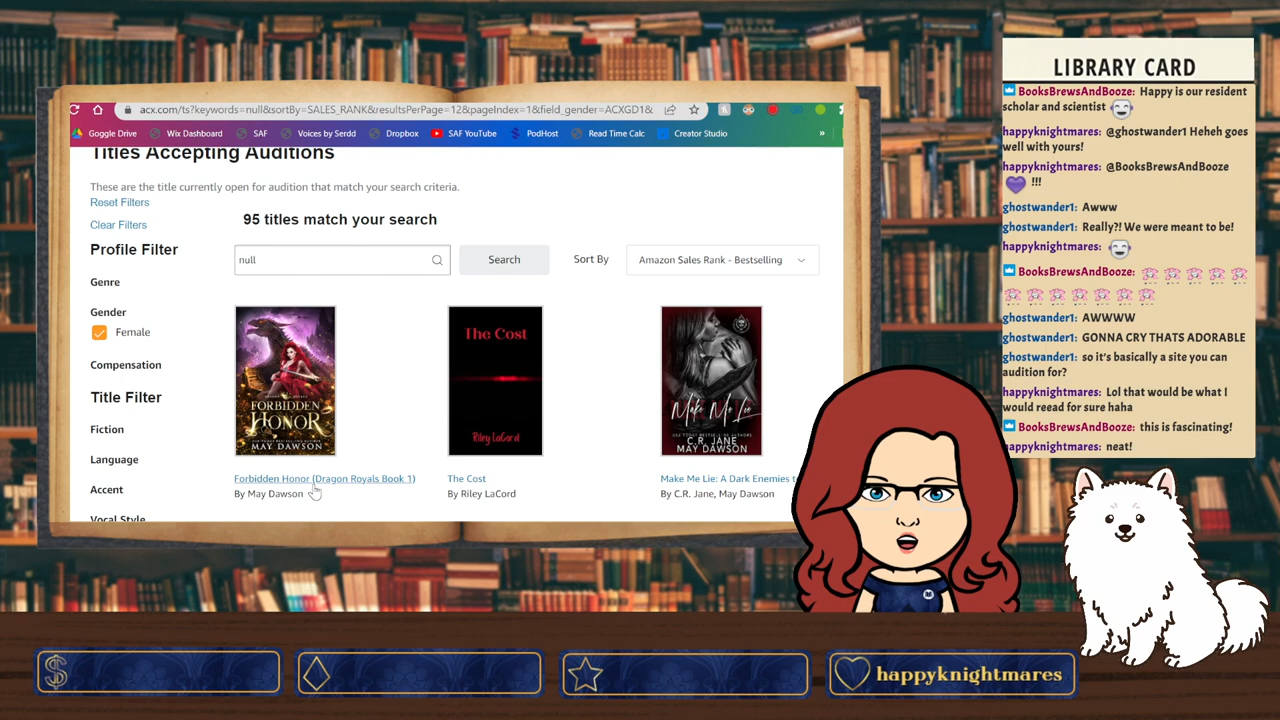 acx.com/ts?keywords=null&sortBy=SALES_RANK&resultsPerPage=12&pageIndex=1&field_gender=ACXGD1&
Google Drive Wix Dashboard SAF Voices by Serdd Dropbox SAF YouTube PodHost Read Time Calc Creator Studio »
Titles Accepting Auditions
These are the title currently open for audition that match your search criteria.
Reset Filters
Clear Filters
95 titles match your search
Profile Filter
null
Search
Sort By
Amazon Sales Rank - Bestselling
Genre
Gender
Female
Compensation
Title Filter
Fiction
Language
Accent
Vocal Style
FORBIDDEN
HONOR
MAY DAWSON
Forbidden Honor (Dragon Royals Book 1)
By May Dawson
The Cost
Riley LaCord
The Cost
By Riley LaCord
Make Me Lie
C.R. JANE
MAY DAWSON
Make Me Lie: A Dark Enemies t
By C.R. Jane, May Dawson
LIBRARY CARD
BooksBrewsAndBooze: Happy is our resident
scholar and scientist
happyknightmares: @ghostwander1 Heheh goes
well with yours!
happyknightmares: @BooksBrewsAndBooze
!!!
ghostwander1: Awww
ghostwander1: Really?! We were meant to be!
happyknightmares:
BooksBrewsAndBooze:
ghostwander1: AWWWW
ghostwander1: GONNA CRY THATS ADORABLE
ghostwander1: so it's basically a site you can
audition for?
happyknightmares: Lol that would be what I
would reead for sure haha
BooksBrewsAndBooze: this is fascinating!
happyknightmares: neat!
$
happyknightmares